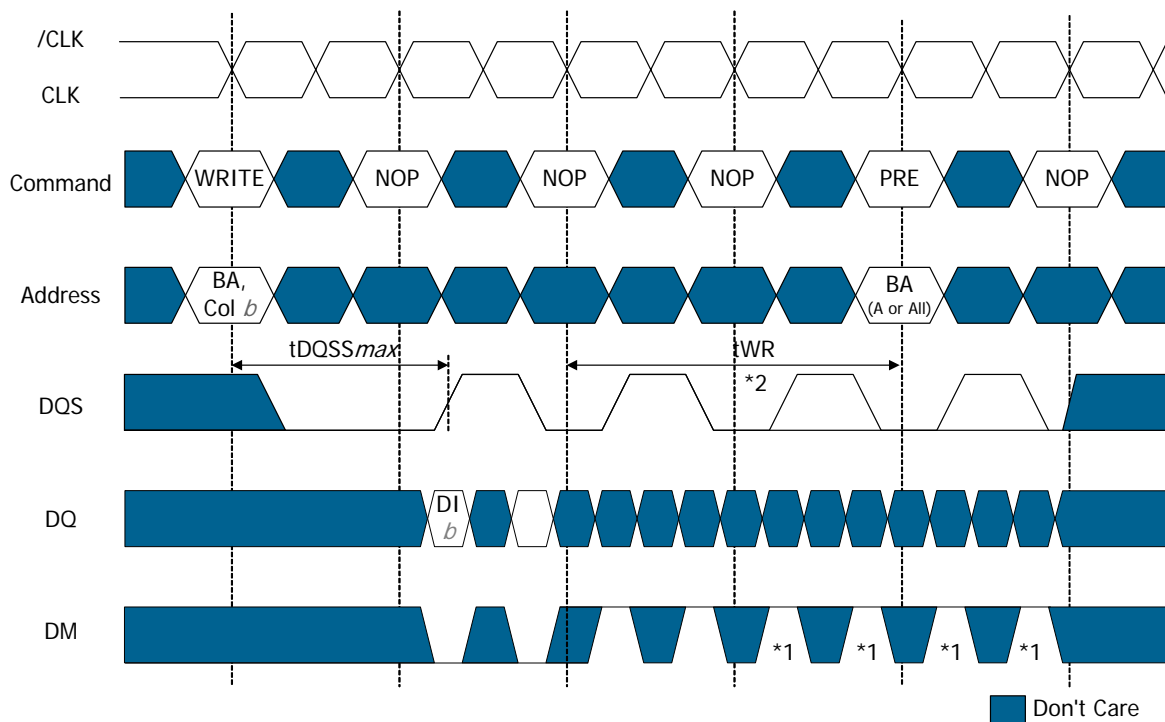 /CLK
CLK
Command
WRITE
NOP
NOP
NOP
PRE
NOP
Address
BA,
Col b
BA
(A or All)
tDQSSmax
tWR
*2
DQS
DQ
DI
b
DM
*1
*1
*1
*1
Don't Care